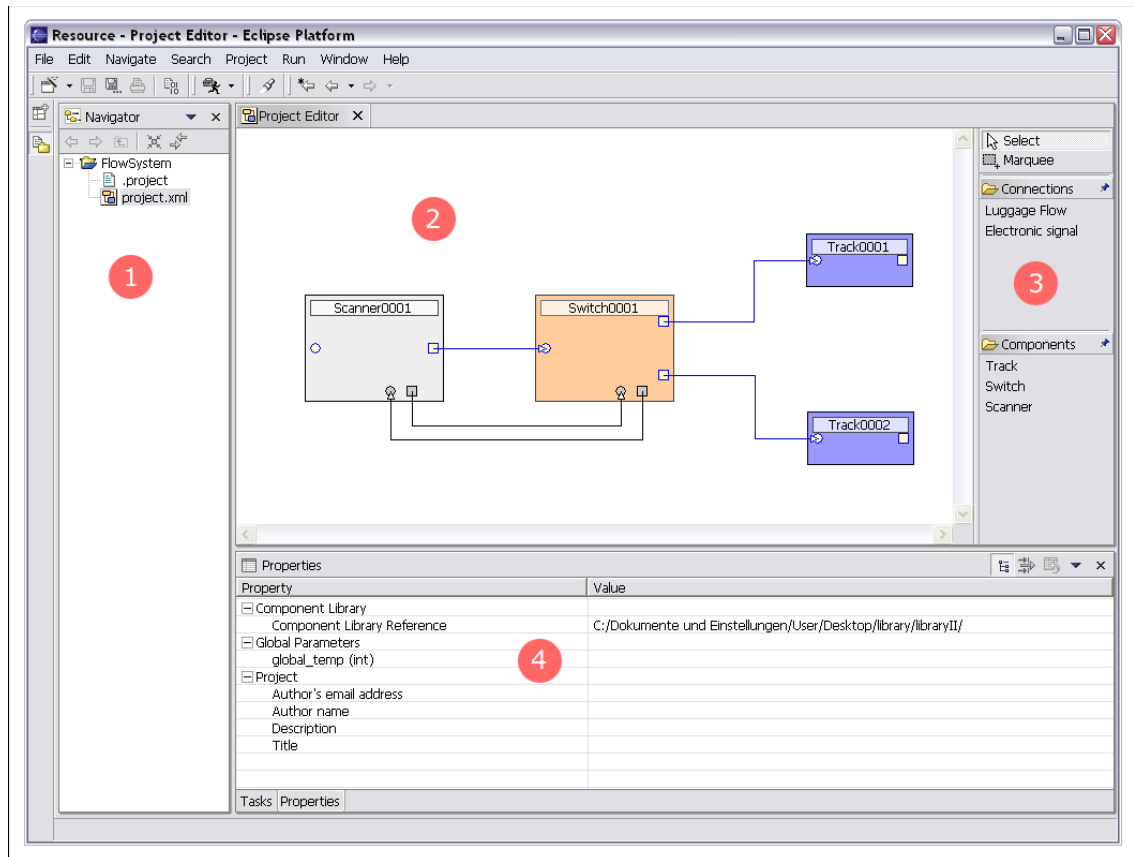 Resource - Project Editor - Eclipse Platform
File Edit Navigate Search Project Run Window Help
Navigator
FlowSystem
.project
project.xml
1
Project Editor
2
Scanner0001
Switch0001
Track0001
Track0002
Select
Marquee
Connections
Luggage Flow
Electronic signal
3
Components
Track
Switch
Scanner
Properties
Property Value
Component Library
Component Library Reference C:/Dokumente und Einstellungen/User/Desktop/library/libraryII/
Global Parameters
global_temp (int)
4
Project
Author's email address
Author name
Description
Title
Tasks Properties